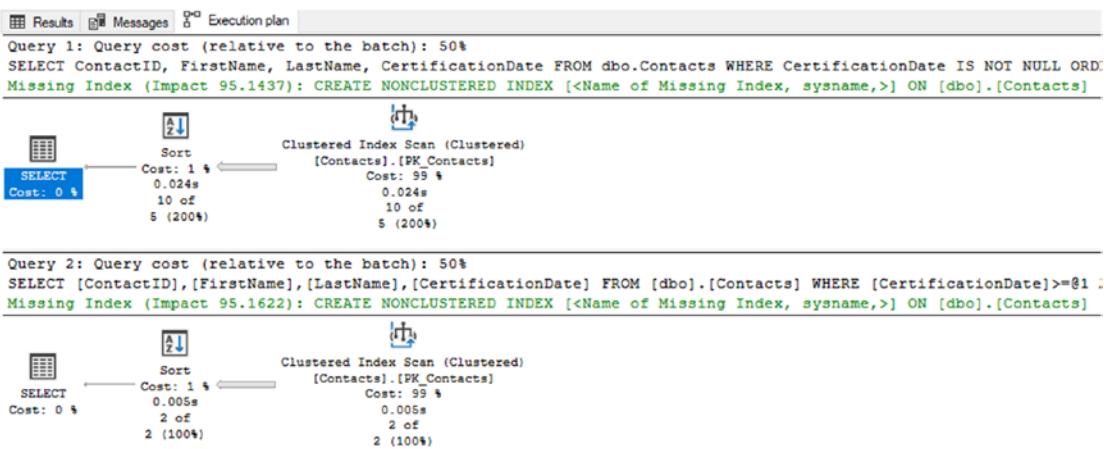 Results Messages Execution plan
Query 1: Query cost (relative to the batch): 50%
SELECT ContactID, FirstName, LastName, CertificationDate FROM dbo.Contacts WHERE CertificationDate IS NOT NULL ORD
Missing Index (Impact 95.1437): CREATE NONCLUSTERED INDEX [<Name of Missing Index, sysname,>] ON [dbo].[Contacts]
SELECT
Cost: 0 %
Sort
Cost: 1 %
0.024s
10 of
5 (200%)
Clustered Index Scan (Clustered)
[Contacts].[PK_Contacts]
Cost: 99 %
0.024s
10 of
5 (200%)
Query 2: Query cost (relative to the batch): 50%
SELECT [ContactID],[FirstName],[LastName],[CertificationDate] FROM [dbo].[Contacts] WHERE [CertificationDate]>=@1
Missing Index (Impact 95.1622): CREATE NONCLUSTERED INDEX [<Name of Missing Index, sysname,>] ON [dbo].[Contacts]
SELECT
Cost: 0 %
Sort
Cost: 1 %
0.005s
2 of
2 (100%)
Clustered Index Scan (Clustered)
[Contacts].[PK_Contacts]
Cost: 99 %
0.005s
2 of
2 (100%)